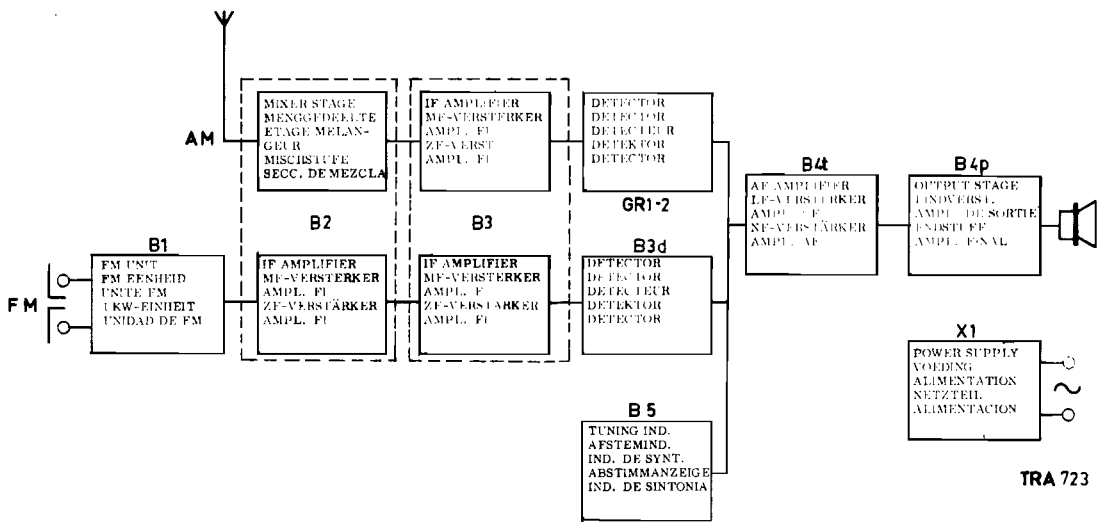 AM
MIXER STAGE
MENGGEDEELTE
ETAGE MELAN-
GEUR
MISCHSTUFE
SECC. DE MEZCLA
IF AMPLIFIER
MF-VERSTERKER
AMPL. FI
ZF-VERST
AMPL. FI
DETECTOR
DETECTOR
DETECTEUR
DETEKTOR
DETECTOR
GR1-2
B4t
AF AMPLIFIER
LF-VERSTERKER
AMPL.
NF-VERSTÄRKER
AMPL. AF
B4p
OUTPUT STAGE
EINDVERST.
AMPL. DE SORTIE
ENDSTUFF
AMPL. FINAL
FM
B1
FM UNIT
FM EENHEID
UNITE FM
UKW-EINHEIT
UNIDAD DE FM
B2
IF AMPLIFIER
MF-VERSTERKER
AMPL. FI
ZF-VERSTÄRKER
AMPL. FI
B3
IF AMPLIFIER
MF-VERSTERKER
AMPL. F
ZF-VERSTARKER
AMPL. FI
B3d
DETECTOR
DETECTOR
DETECTEUR
DETEKTOR
DETECTOR
X1
POWER SUPPLY
VOEDING
ALIMENTATION
NETZTEIL
ALIMENTACION
~
B5
TUNING IND.
AFSTEMIND.
IND. DE SYNT.
ABSTIMMANZEIGE
IND. DE SINTONIA
TRA 723